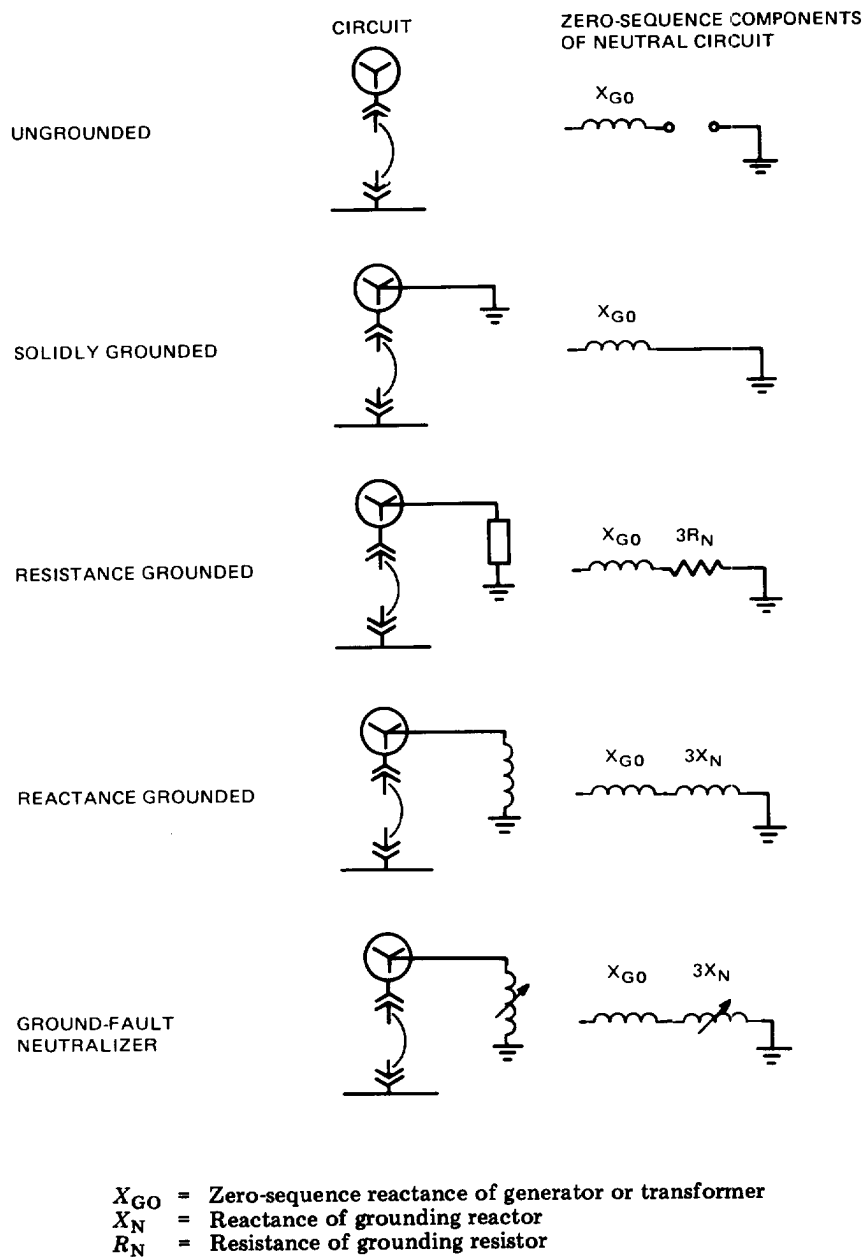 CIRCUIT
ZERO-SEQUENCE COMPONENTS
OF NEUTRAL CIRCUIT
UNGROUNDED
XG0
SOLIDLY GROUNDED
XG0
RESISTANCE GROUNDED
XG0 3RN
REACTANCE GROUNDED
XG0 3XN
GROUND-FAULT
NEUTRALIZER
XG0 3XN
XGO = Zero-sequence reactance of generator or transformer
XN = Reactance of grounding reactor
RN = Resistance of grounding resistor